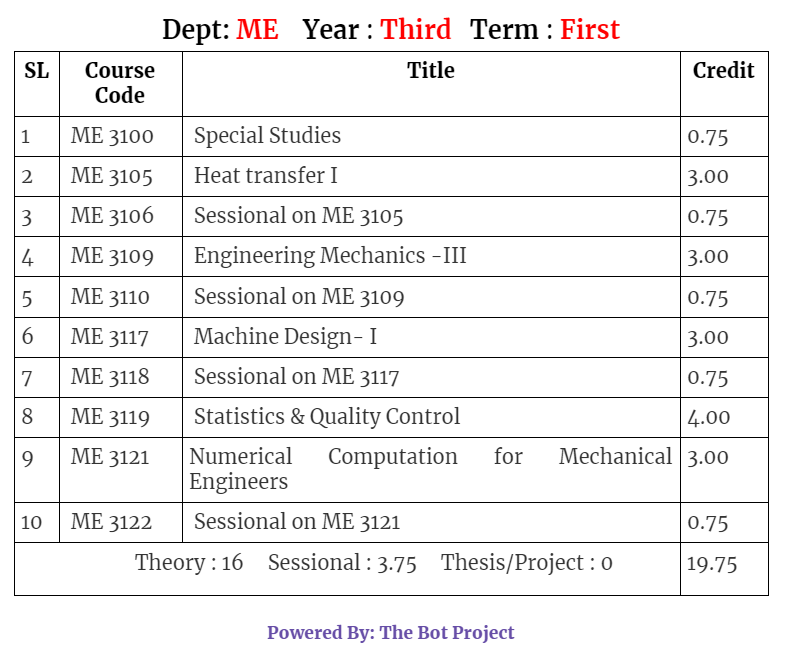 Dept: ME Year : Third Term : First
SL Course Code Title Credit
1 ME 3100 Special Studies 0.75
2 ME 3105 Heat transfer I 3.00
3 ME 3106 Sessional on ME 3105 0.75
4 ME 3109 Engineering Mechanics -III 3.00
5 ME 3110 Sessional on ME 3109 0.75
6 ME 3117 Machine Design- I 3.00
7 ME 3118 Sessional on ME 3117 0.75
8 ME 3119 Statistics & Quality Control 4.00
9 ME 3121 Numerical Computation for Mechanical 3.00
Engineers
10 ME 3122 Sessional on ME 3121 0.75
Theory : 16 Sessional : 3.75 Thesis/Project : 0 19.75
Powered By: The Bot Project